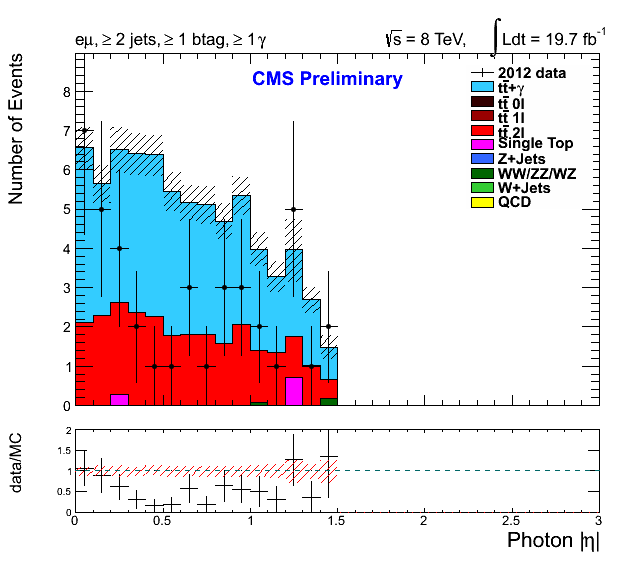 eμ, ≥ 2 jets, ≥ 1 btag, ≥ 1 γ
√s = 8 TeV, ∫ Ldt = 19.7 fb⁻¹
CMS Preliminary
2012 data
tt̄+γ
tt̄ 0l
tt̄ 1l
tt̄ 2l
Single Top
Z+Jets
WW/ZZ/WZ
W+Jets
QCD
Number of Events
8
7
6
5
4
3
2
1
0
data/MC
2
1.5
1
0.5
0
0 0.5 1 1.5 2 2.5 3
Photon |η|